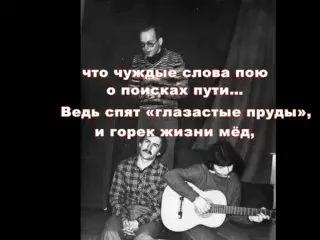 что чуждые слова пою
о поисках пути...
Ведь спят «глазастые пруды»,
и горек жизни мёд,